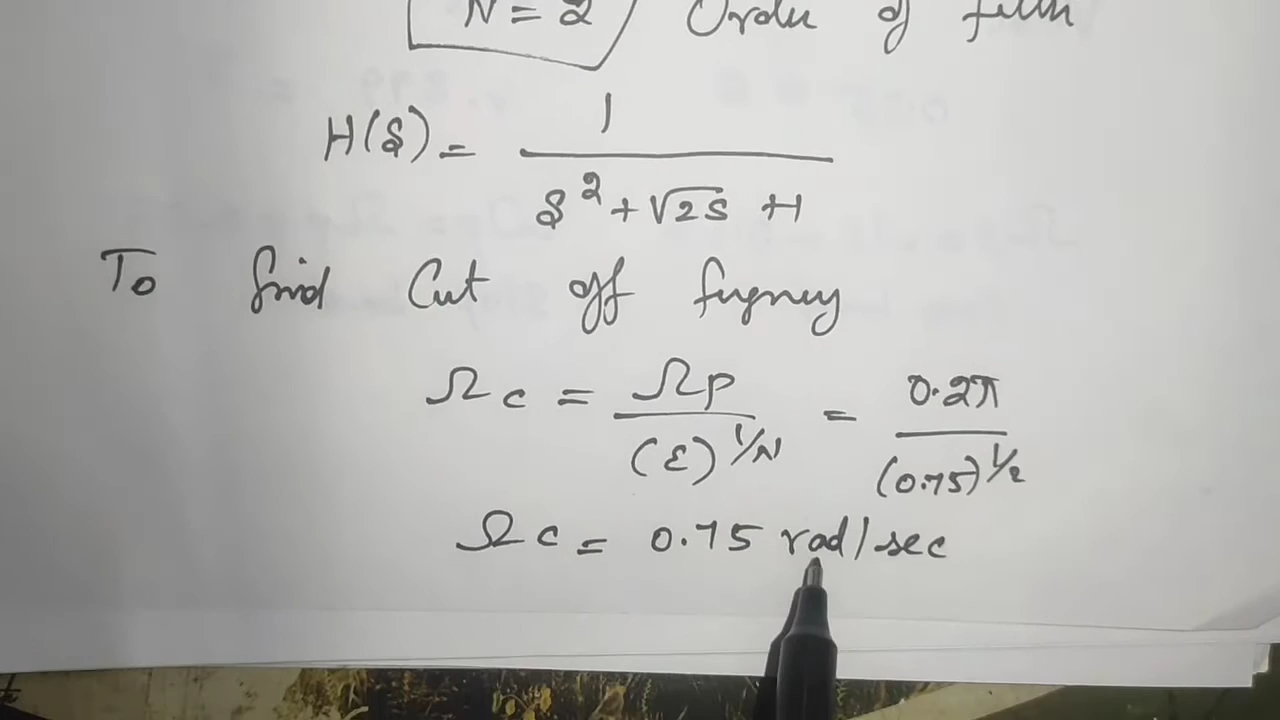 N = 2 Order of filter
H(S) = 1 / S² + √2S +1
To find Cut off frequency
Ωc = Ωp / (ε)^1/N = 0.2π / (0.75)^1/2
Ωc = 0.75 rad/sec